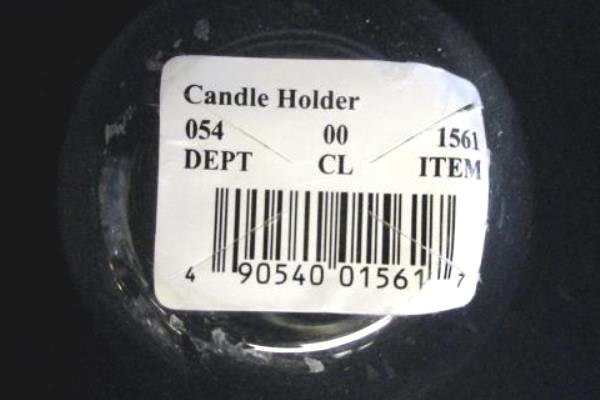 Candle Holder
054 00 1561
DEPT CL ITEM
4 90540 01561 7